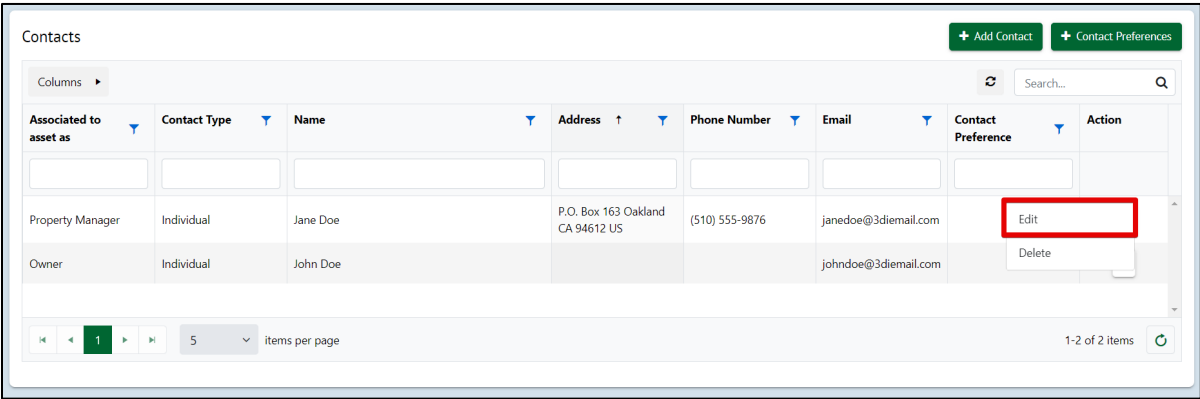 Contacts
+ Add Contact
+ Contact Preferences
Columns
Search...
Associated to asset as
Contact Type
Name
Address ↑
Phone Number
Email
Contact Preference
Action
Property Manager
Individual
Jane Doe
P.O. Box 163 Oakland
CA 94612 US
(510) 555-9876
janedoe@3diemail.com
Edit
Owner
Individual
John Doe
johndoe@3diemail.com
Delete
1
5
items per page
1-2 of 2 items